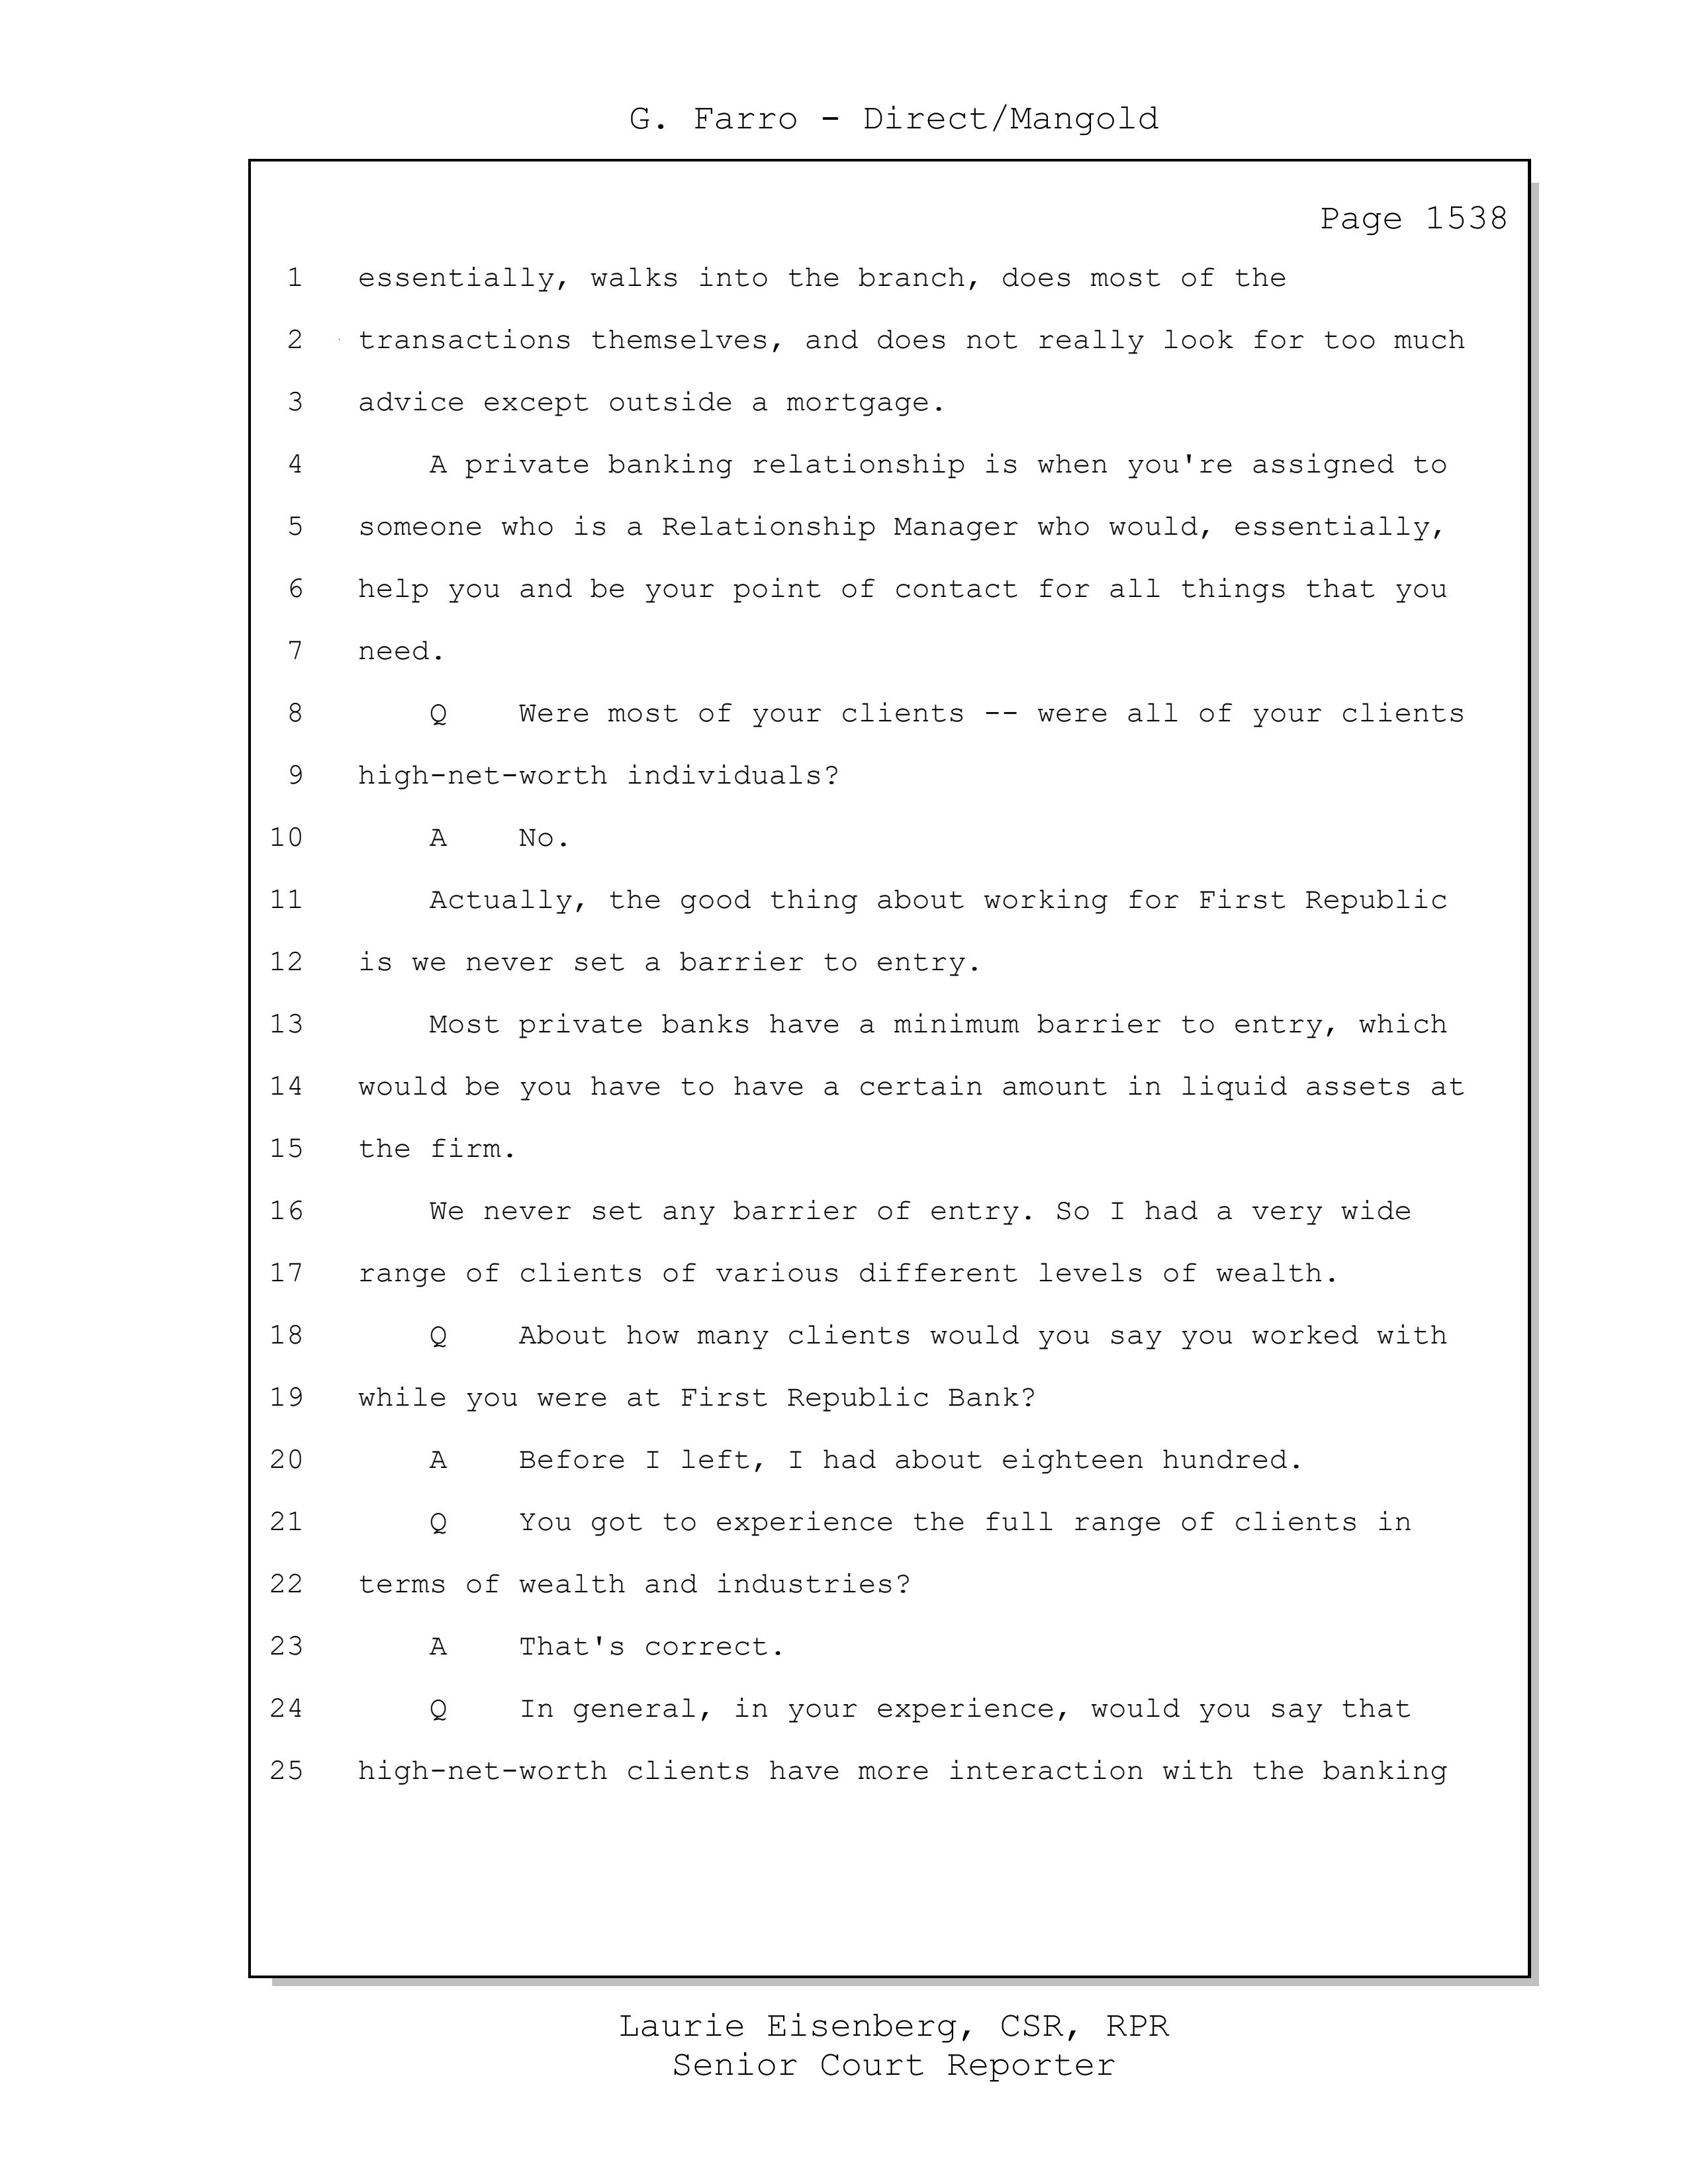 G. Farro - Direct/Mangold
Page 1538
1 essentially, walks into the branch, does most of the
2 transactions themselves, and does not really look for too much
3 advice except outside a mortgage.
4 A private banking relationship is when you're assigned to
5 someone who is a Relationship Manager who would, essentially,
6 help you and be your point of contact for all things that you
7 need.
8 Q Were most of your clients -- were all of your clients
9 high-net-worth individuals?
10 A No.
11 Actually, the good thing about working for First Republic
12 is we never set a barrier to entry.
13 Most private banks have a minimum barrier to entry, which
14 would be you have to have a certain amount in liquid assets at
15 the firm.
16 We never set any barrier of entry. So I had a very wide
17 range of clients of various different levels of wealth.
18 Q About how many clients would you say you worked with
19 while you were at First Republic Bank?
20 A Before I left, I had about eighteen hundred.
21 Q You got to experience the full range of clients in
22 terms of wealth and industries?
23 A That's correct.
24 Q In general, in your experience, would you say that
25 high-net-worth clients have more interaction with the banking
Laurie Eisenberg, CSR, RPR
Senior Court Reporter